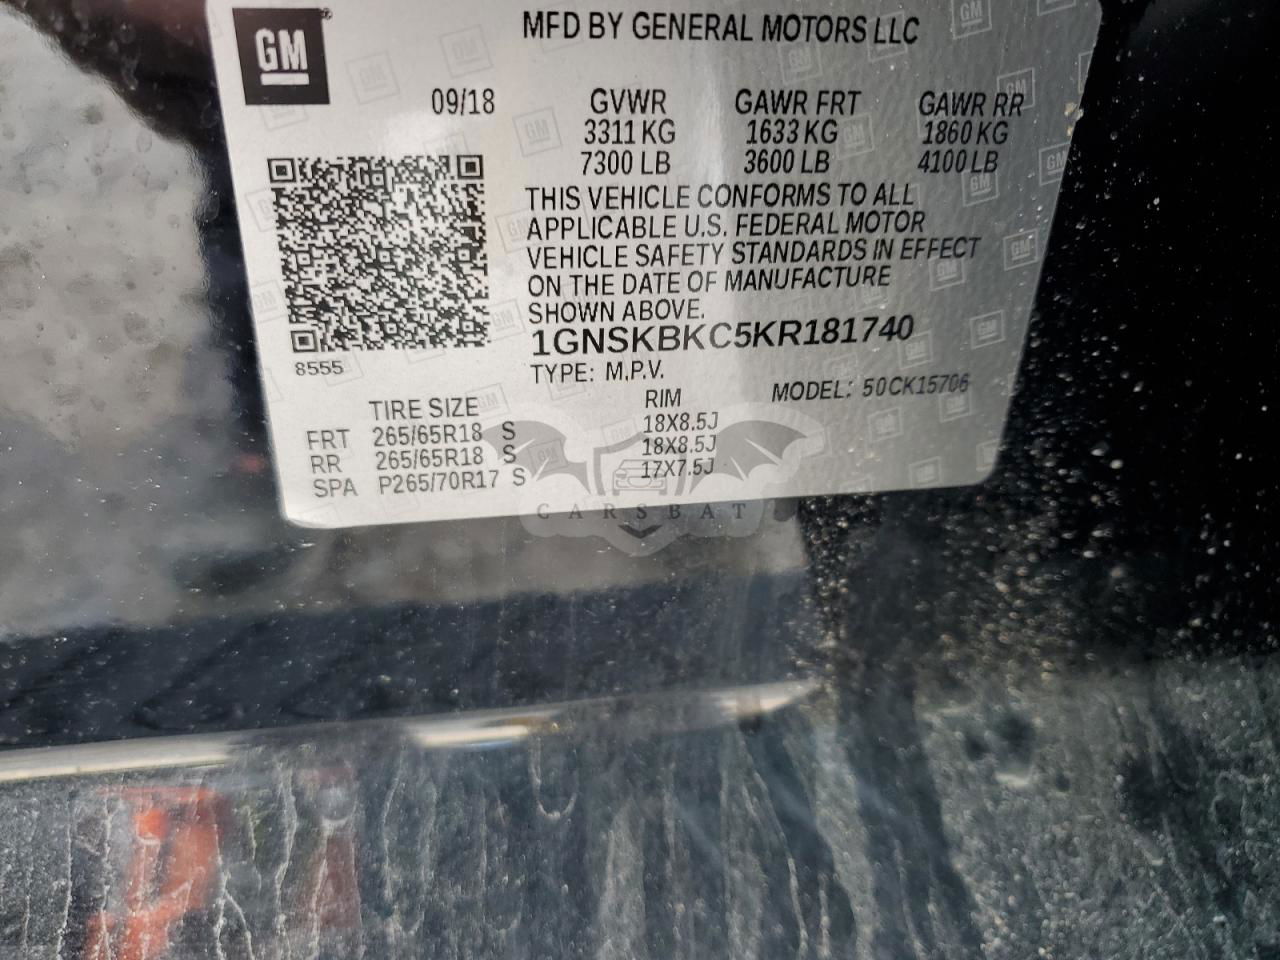 GM
MFD BY GENERAL MOTORS LLC
09/18 GVWR GAWR FRT GAWR RR
3311 KG 1633 KG 1860 KG
7300 LB 3600 LB 4100 LB
THIS VEHICLE CONFORMS TO ALL
APPLICABLE U.S. FEDERAL MOTOR
VEHICLE SAFETY STANDARDS IN EFFECT
ON THE DATE OF MANUFACTURE
SHOWN ABOVE.
1GNSKBKC5KR181740
8555
TYPE: M.P.V. MODEL: 50CK15706
TIRE SIZE RIM
FRT 265/65R18 S 18X8.5J
RR 265/65R18 S 18X8.5J
SPA P265/70R17 S 17X7.5J
CARSBAT